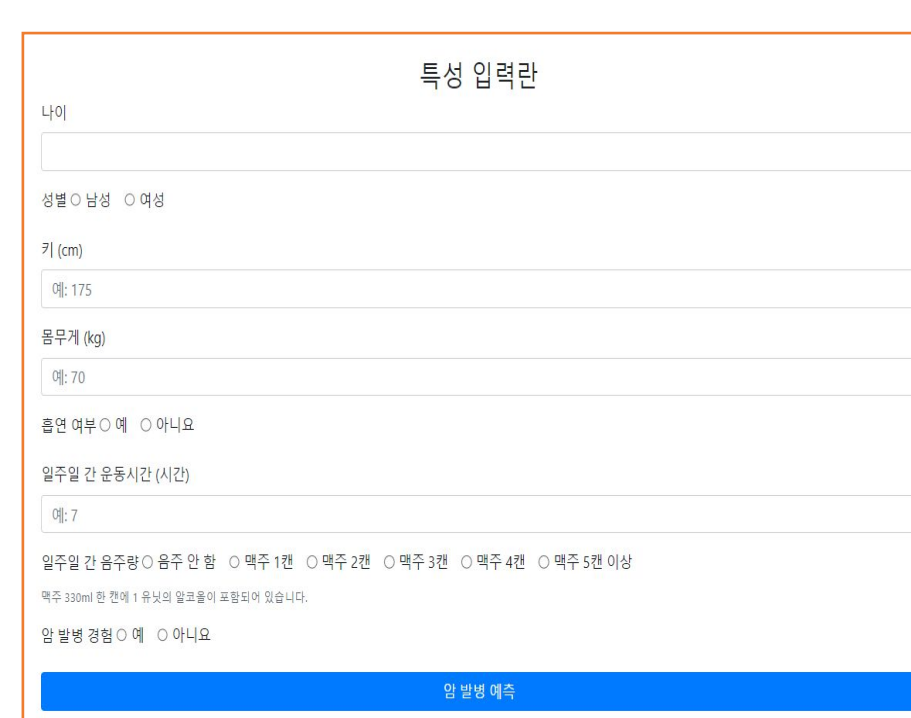 특성 입력란
나이
성별 남성 여성
키 (cm)
예: 175
몸무게 (kg)
예: 70
흡연 여부 예 아니요
일주일 간 운동시간 (시간)
예: 7
일주일 간 음주량 음주 안 함 맥주 1캔 맥주 2캔 맥주 3캔 맥주 4캔 맥주 5캔 이상
맥주 330ml 한 캔에 1 유닛의 알코올이 포함되어 있습니다.
암 발병 경험 예 아니요
암 발병 예측